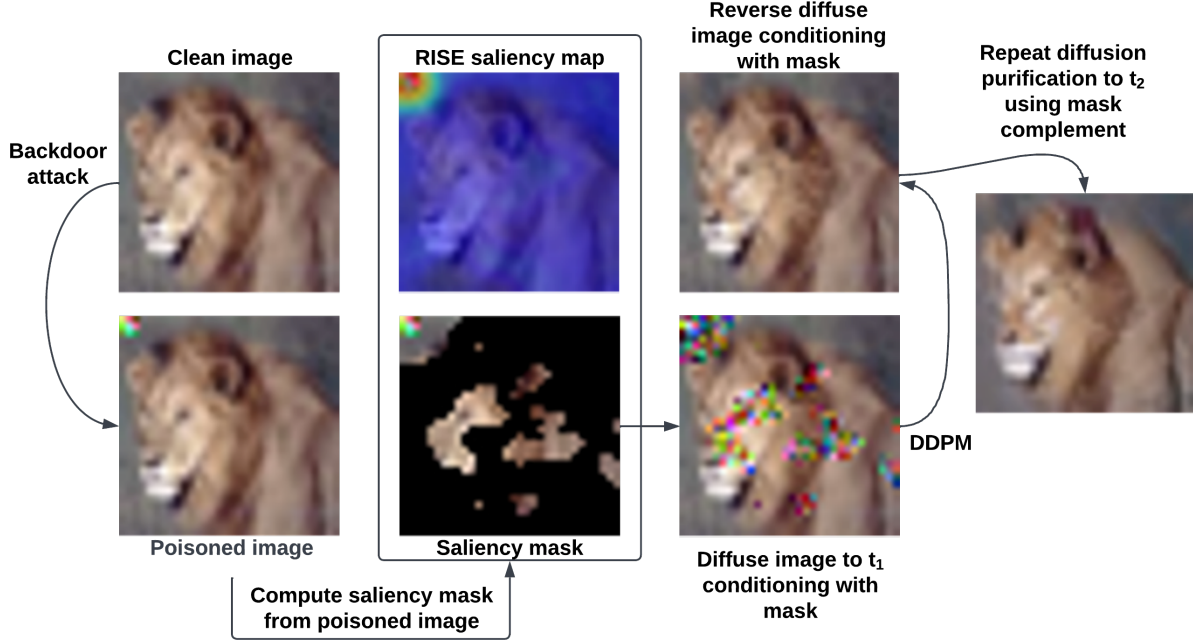 Clean image
RISE saliency map
Reverse diffuse
image conditioning
with mask
Repeat diffusion
purification to t₂
using mask
complement
Backdoor
attack
DDPM
Poisoned image
Saliency mask
Diffuse image to t₁
conditioning with
mask
Compute saliency mask
from poisoned image